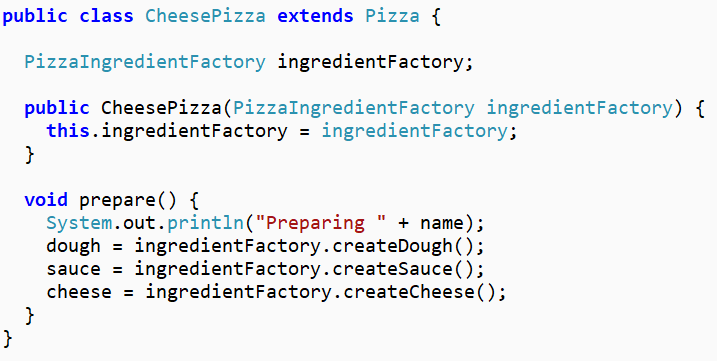 public class CheesePizza extends Pizza {
PizzaIngredientFactory ingredientFactory;
public CheesePizza(PizzaIngredientFactory ingredientFactory) {
this.ingredientFactory = ingredientFactory;
}
void prepare() {
System.out.println("Preparing " + name);
dough = ingredientFactory.createDough();
sauce = ingredientFactory.createSauce();
cheese = ingredientFactory.createCheese();
}
}